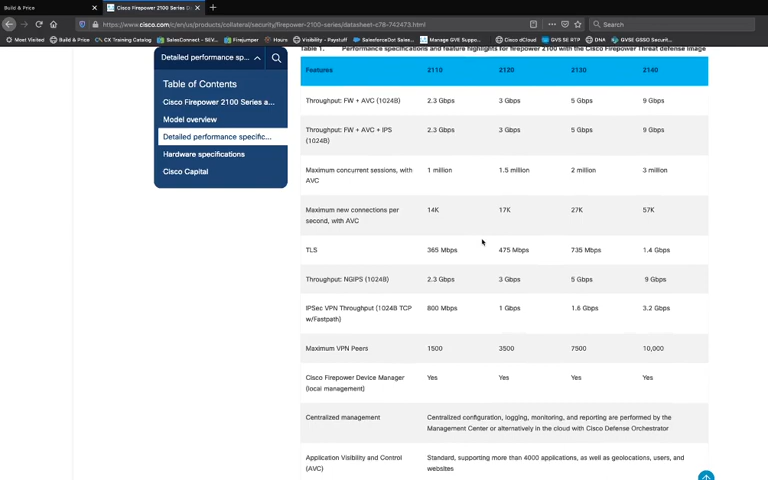 Build & Price
Cisco Firepower 2100 Series D
https://www.cisco.com/c/en/us/products/collateral/security/firepower-2100-series/datasheet-c78-742473.html
Search
Most Visited
Build & Price
CX Training Catalog
SalesConnect - SEV...
Firejumper
Hours
Visibility - Paystuff
SalesforceDot Sales...
Manage GVE Suppo...
Cisco dCloud
GVS SE RTP
DNA
GVSE GSSO Securit...
Detailed performance sp...
Table of Contents
Cisco Firepower 2100 Series a...
Model overview
Detailed performance specific...
Hardware specifications
Cisco Capital
Table 1. Performance specifications and feature highlights for firepower 2100 with the Cisco Firepower Threat defense image
Features 2110 2120 2130 2140
Throughput: FW + AVC (1024B) 2.3 Gbps 3 Gbps 5 Gbps 9 Gbps
Throughput: FW + AVC + IPS 2.3 Gbps 3 Gbps 5 Gbps 9 Gbps
(1024B)
Maximum concurrent sessions, with 1 million 1.5 million 2 million 3 million
AVC
Maximum new connections per 14K 17K 27K 57K
second, with AVC
TLS 365 Mbps 475 Mbps 735 Mbps 1.4 Gbps
Throughput: NGIPS (1024B) 2.3 Gbps 3 Gbps 5 Gbps 9 Gbps
IPSec VPN Throughput (1024B TCP 800 Mbps 1 Gbps 1.6 Gbps 3.2 Gbps
w/Fastpath)
Maximum VPN Peers 1500 3500 7500 10,000
Cisco Firepower Device Manager Yes Yes Yes Yes
(local management)
Centralized management Centralized configuration, logging, monitoring, and reporting are performed by the
Management Center or alternatively in the cloud with Cisco Defense Orchestrator
Application Visibility and Control Standard, supporting more than 4000 applications, as well as geolocations, users, and
(AVC) websites